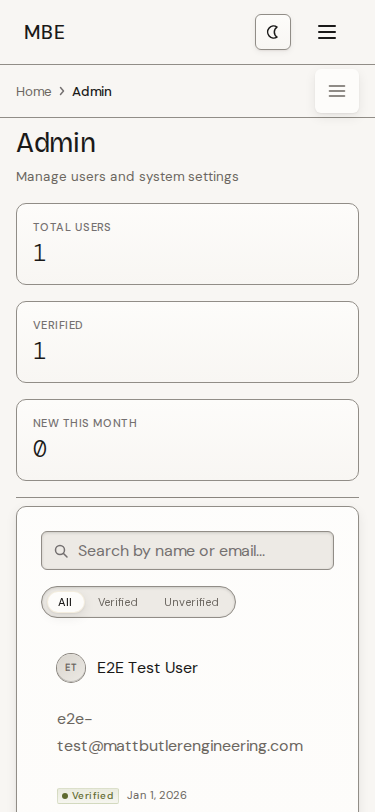 MBE
Home > Admin
Admin
Manage users and system settings
TOTAL USERS
1
VERIFIED
1
NEW THIS MONTH
0
Search by name or email...
All Verified Unverified
ET E2E Test User
e2e-
test@mattbutlerengineering.com
Verified Jan 1, 2026